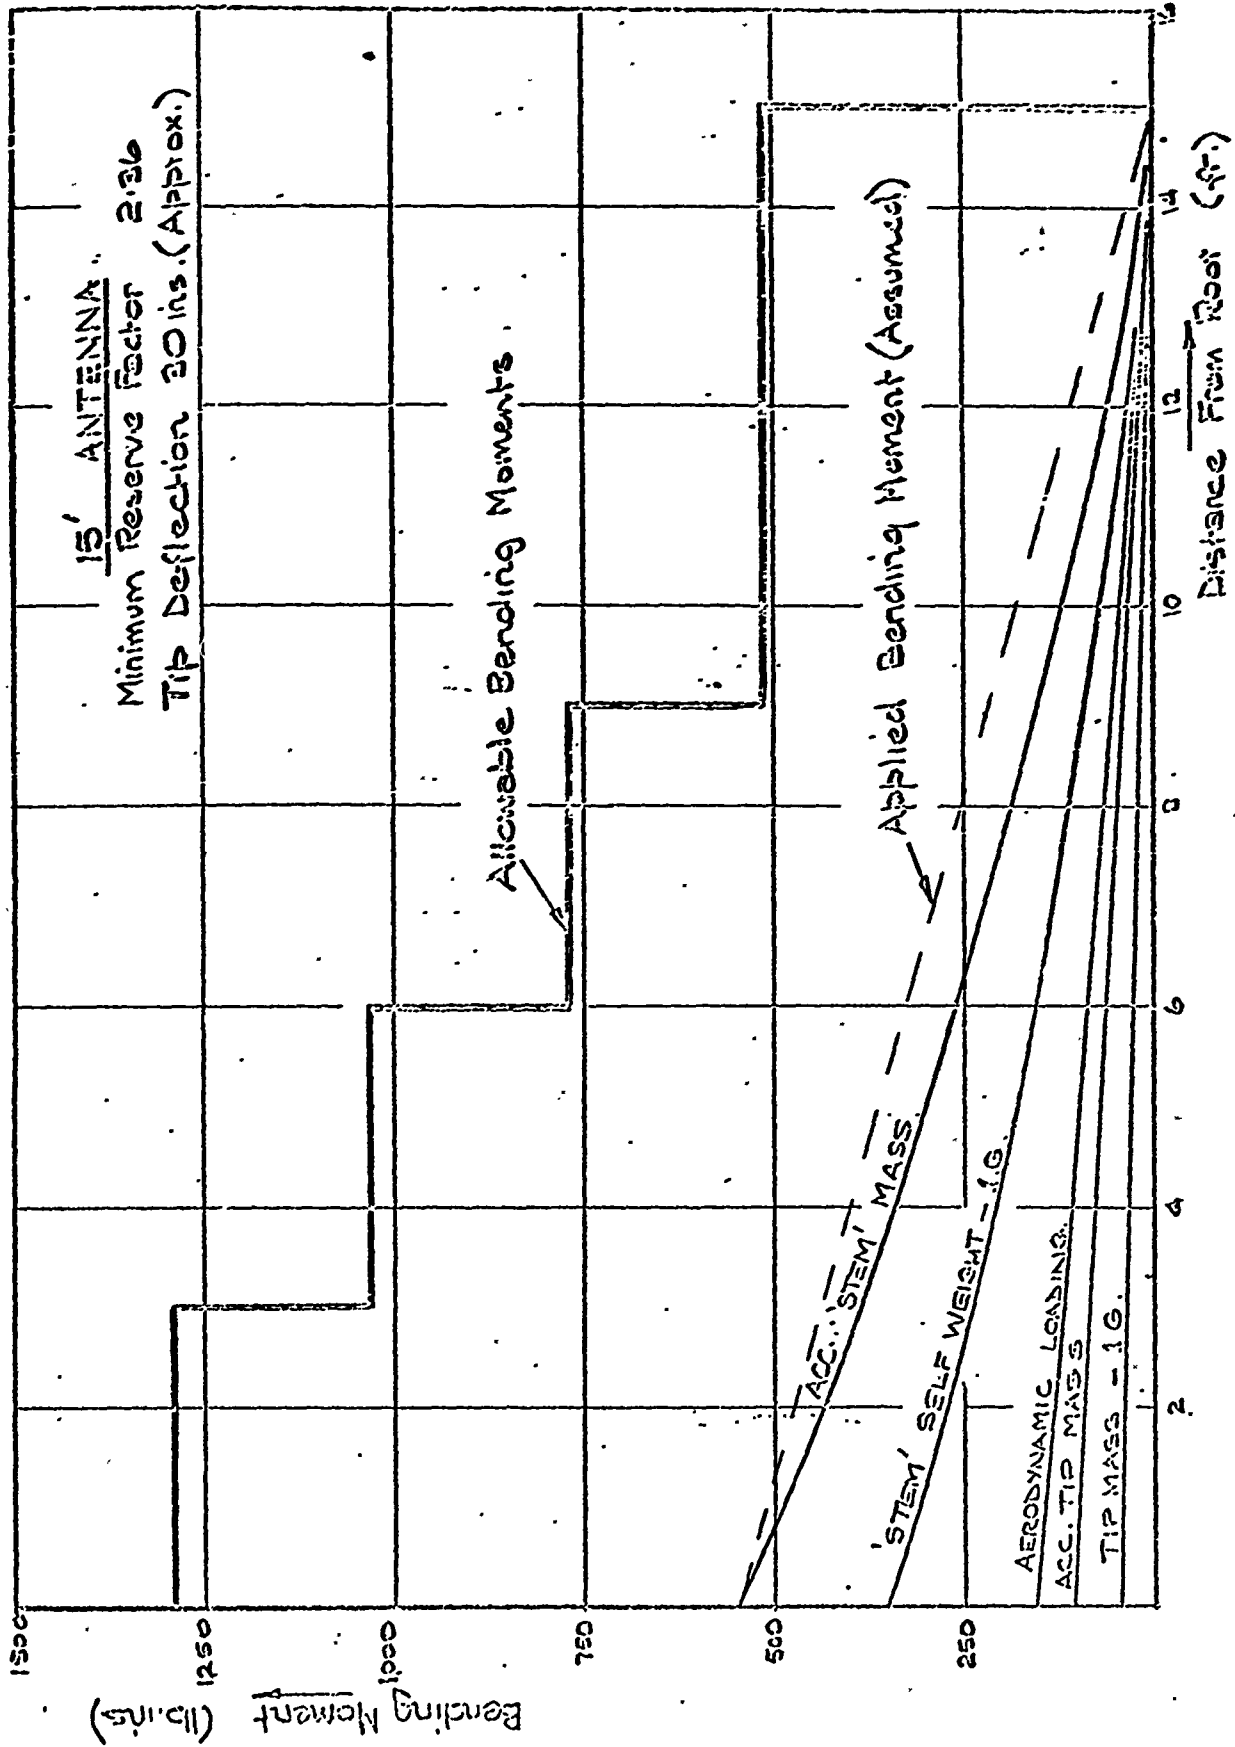 15' ANTENNA.
Minimum Reserve Factor 2.36
Tip Deflection 30 ins. (Approx.)
Allowable Bending Moments.
Applied Bending Moment (Assumed)
ACC. 'STEM' MASS
'STEM' SELF WEIGHT - 1G.
AERODYNAMIC LOADING.
ACC. TIP MASS
TIP MASS - 1G.
Bending Moment (lb.ins)
1500
1250
1000
750
500
250
2
4
6
8
10
12
14
16
Distance From Root (ft.)